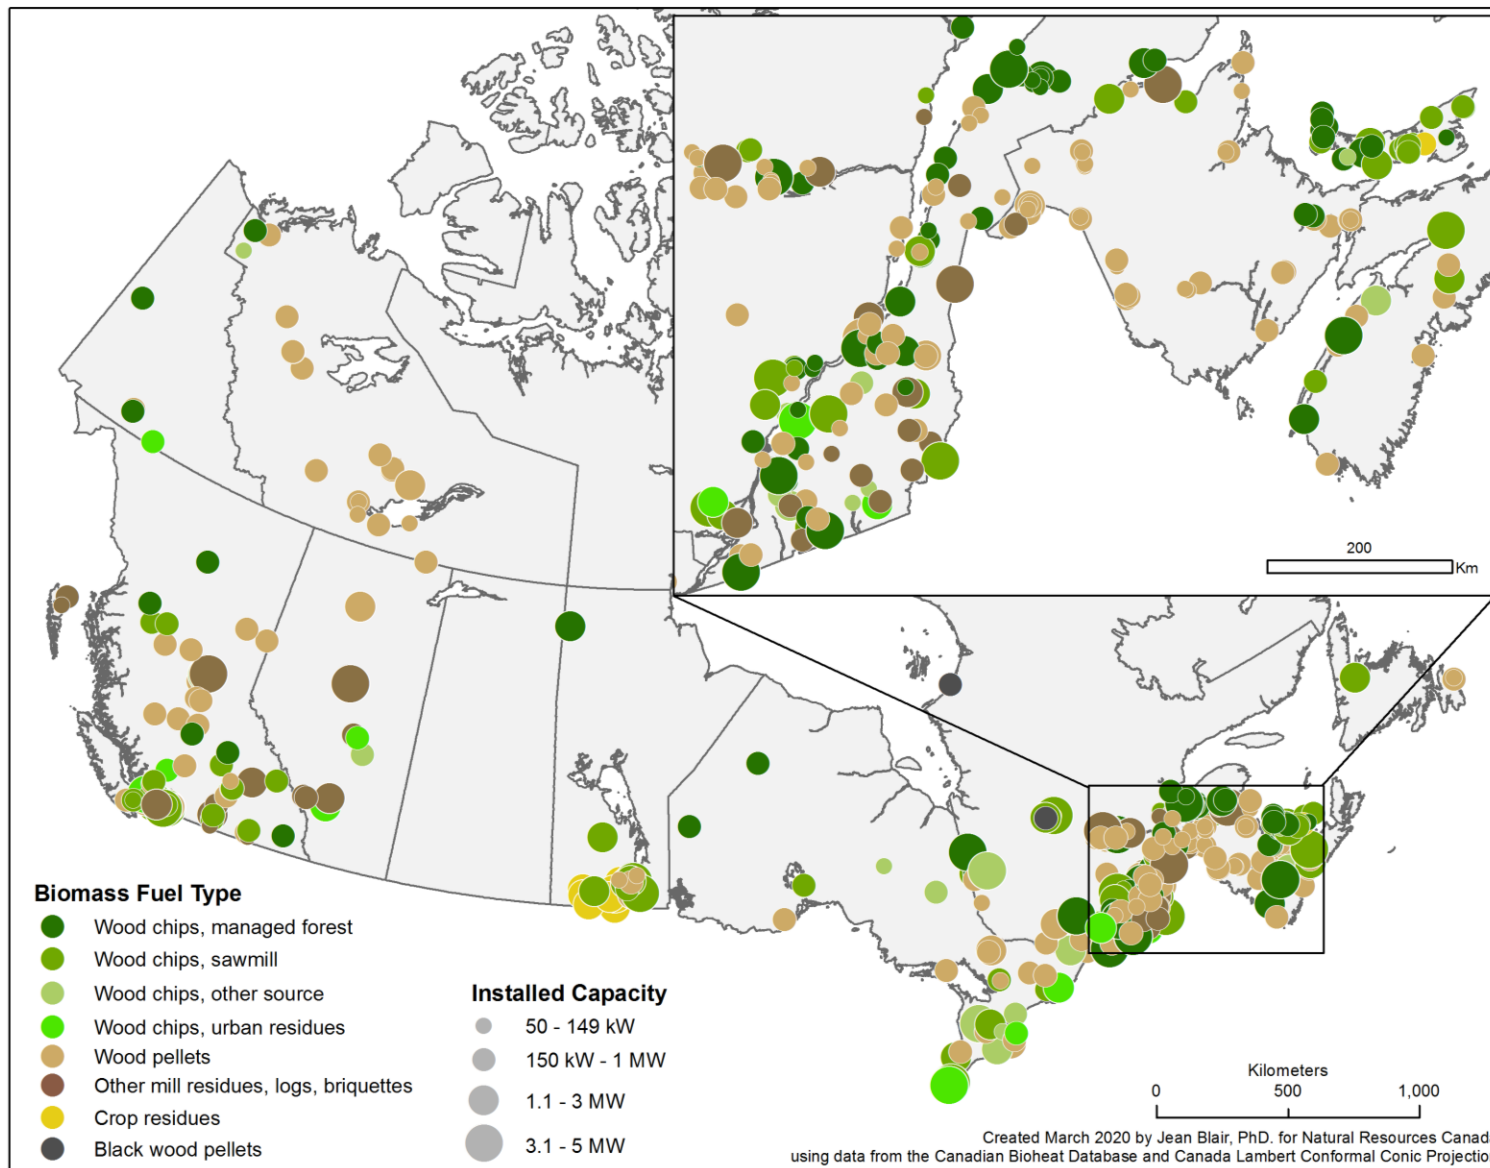 200
Km
Biomass Fuel Type
Wood chips, managed forest
Wood chips, sawmill
Wood chips, other source
Wood chips, urban residues
Wood pellets
Other mill residues, logs, briquettes
Crop residues
Black wood pellets
Installed Capacity
50 - 149 kW
150 kW - 1 MW
1.1 - 3 MW
3.1 - 5 MW
Kilometers
0 500 1,000
Created March 2020 by Jean Blair, PhD. for Natural Resources Canada
using data from the Canadian Bioheat Database and Canada Lambert Conformal Conic Projection